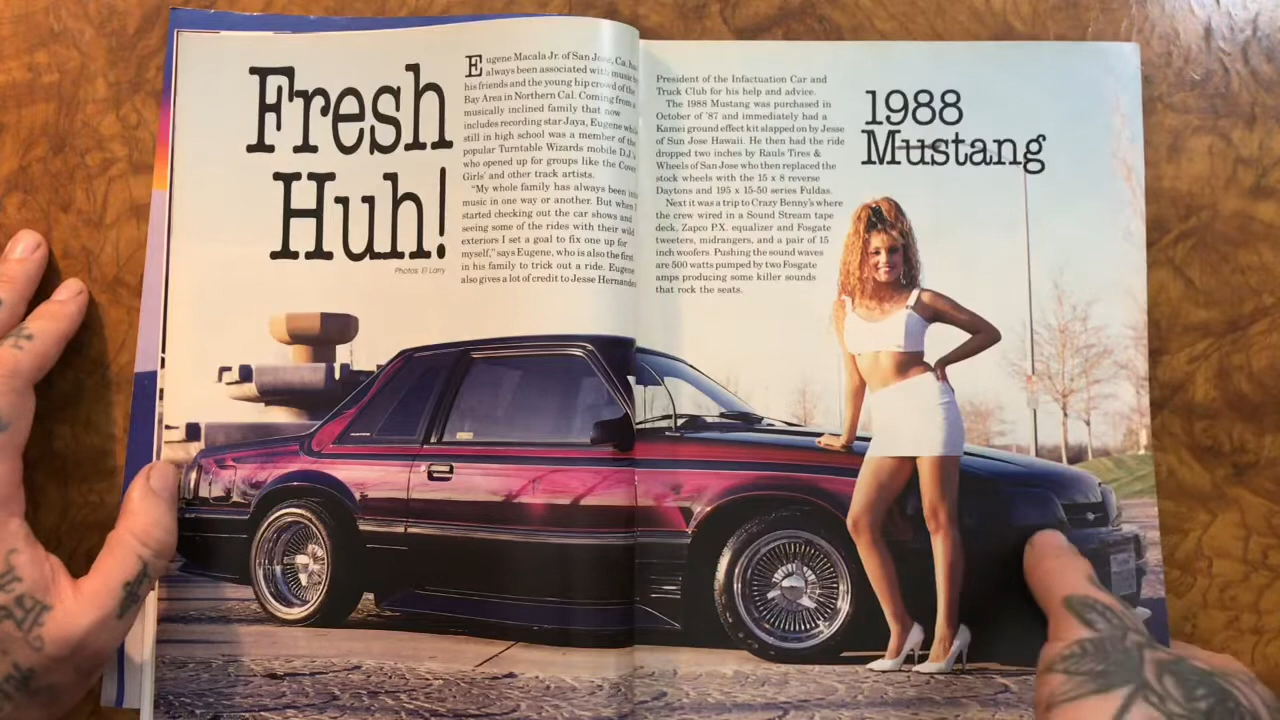 Fresh
Huh!
Photos: El Larry
Eugene Macala Jr. of San Jose, Ca. has
always been associated with music
his friends and the young hip crowd of the
Bay Area in Northern Cal. Coming from a
musically inclined family that now
includes recording star Jaya, Eugene while
still in high school was a member of the
popular Turntable Wizards mobile D.J.'s
who opened up for groups like the Cover
Girls' and other track artists.
"My whole family has always been into
music in one way or another. But when I
started checking out the car shows and
seeing some of the rides with their wild
exteriors I set a goal to fix one up for
myself," says Eugene, who is also the first
in his family to trick out a ride. Eugene
also gives a lot of credit to Jesse Hernandez
President of the Infactuation Car and
Truck Club for his help and advice.
The 1988 Mustang was purchased in
October of '87 and immediately had a
Kamei ground effect kit slapped on by Jesse
of Sun Jose Hawaii. He then had the ride
dropped two inches by Rauls Tires &
Wheels of San Jose who then replaced the
stock wheels with the 15 x 8 reverse
Daytons and 195 x 15-50 series Fuldas.
Next it was a trip to Crazy Benny's where
the crew wired in a Sound Stream tape
deck, Zapco P.X. equalizer and Fosgate
tweeters, midrangers, and a pair of 15
inch woofers. Pushing the sound waves
are 500 watts pumped by two Fosgate
amps producing some killer sounds
that rock the seats.
1988
Mustang